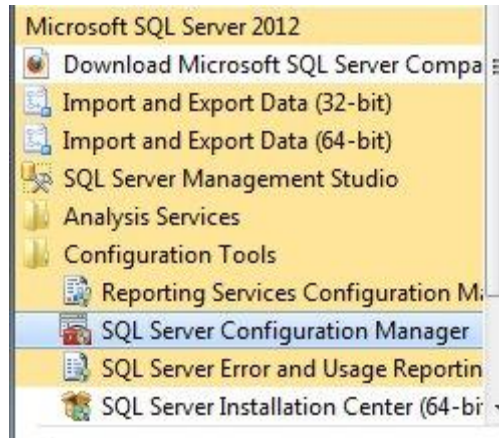 Microsoft SQL Server 2012
Download Microsoft SQL Server Compa
Import and Export Data (32-bit)
Import and Export Data (64-bit)
SQL Server Management Studio
Analysis Services
Configuration Tools
Reporting Services Configuration Ma
SQL Server Configuration Manager
SQL Server Error and Usage Reportin
SQL Server Installation Center (64-bi